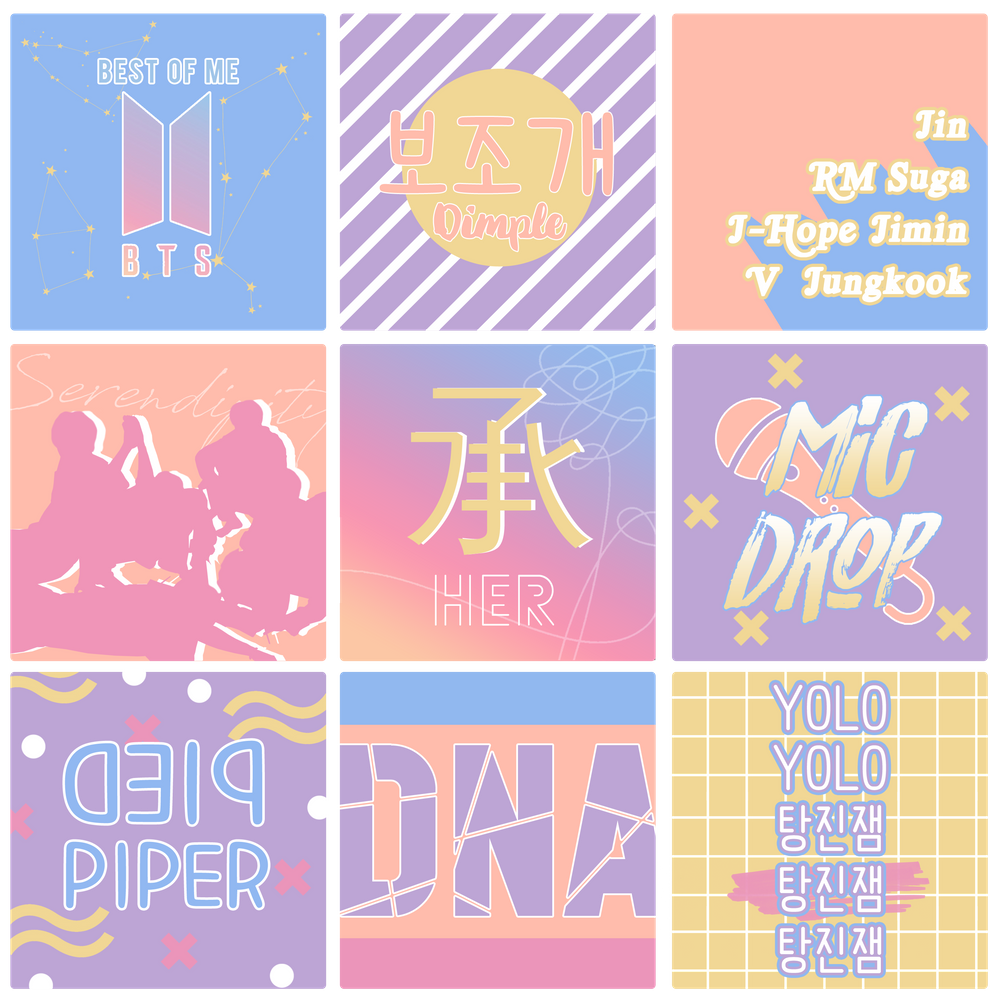 BEST OF ME
BTS
보조개
Dimple
Jin
RM Suga
J-Hope Jimin
V Jungkook
Serendipity
承
HER
MIC
DROP
PIED
PIPER
DNA
YOLO
YOLO
탕진잼
탕진잼
탕진잼